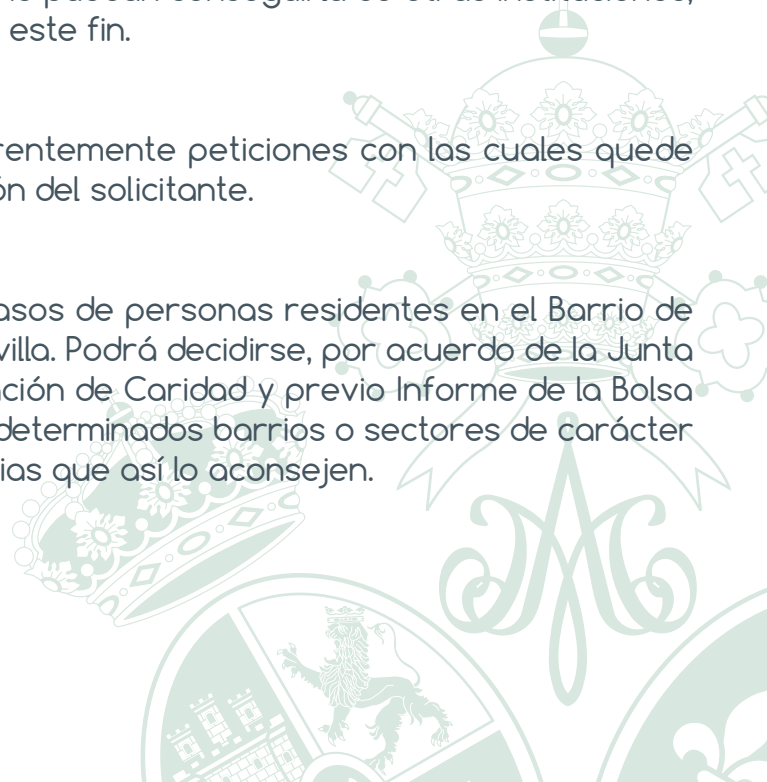 este fin.
rentemente peticiones con las cuales quede
ón del solicitante.
asos de personas residentes en el Barrio de
villa. Podrá decidirse, por acuerdo de la Junta
ción de Caridad y previo Informe de la Bolsa
determinados barrios o sectores de carácter
ias que así lo aconsejen.